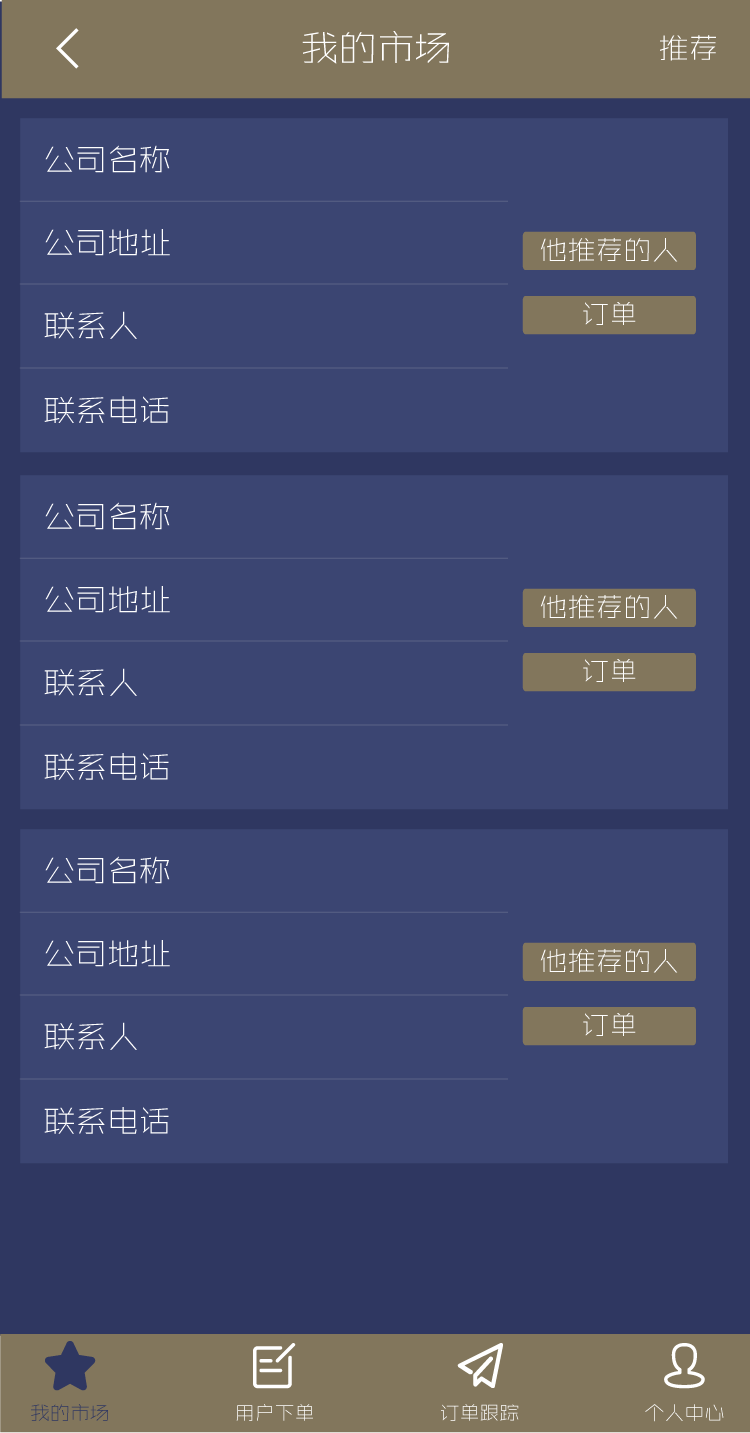 我的市场 推荐
公司名称
公司地址
他推荐的人
联系人
订单
联系电话
公司名称
公司地址
他推荐的人
联系人
订单
联系电话
公司名称
公司地址
他推荐的人
联系人
订单
联系电话
我的市场 用户下单 订单跟踪 个人中心